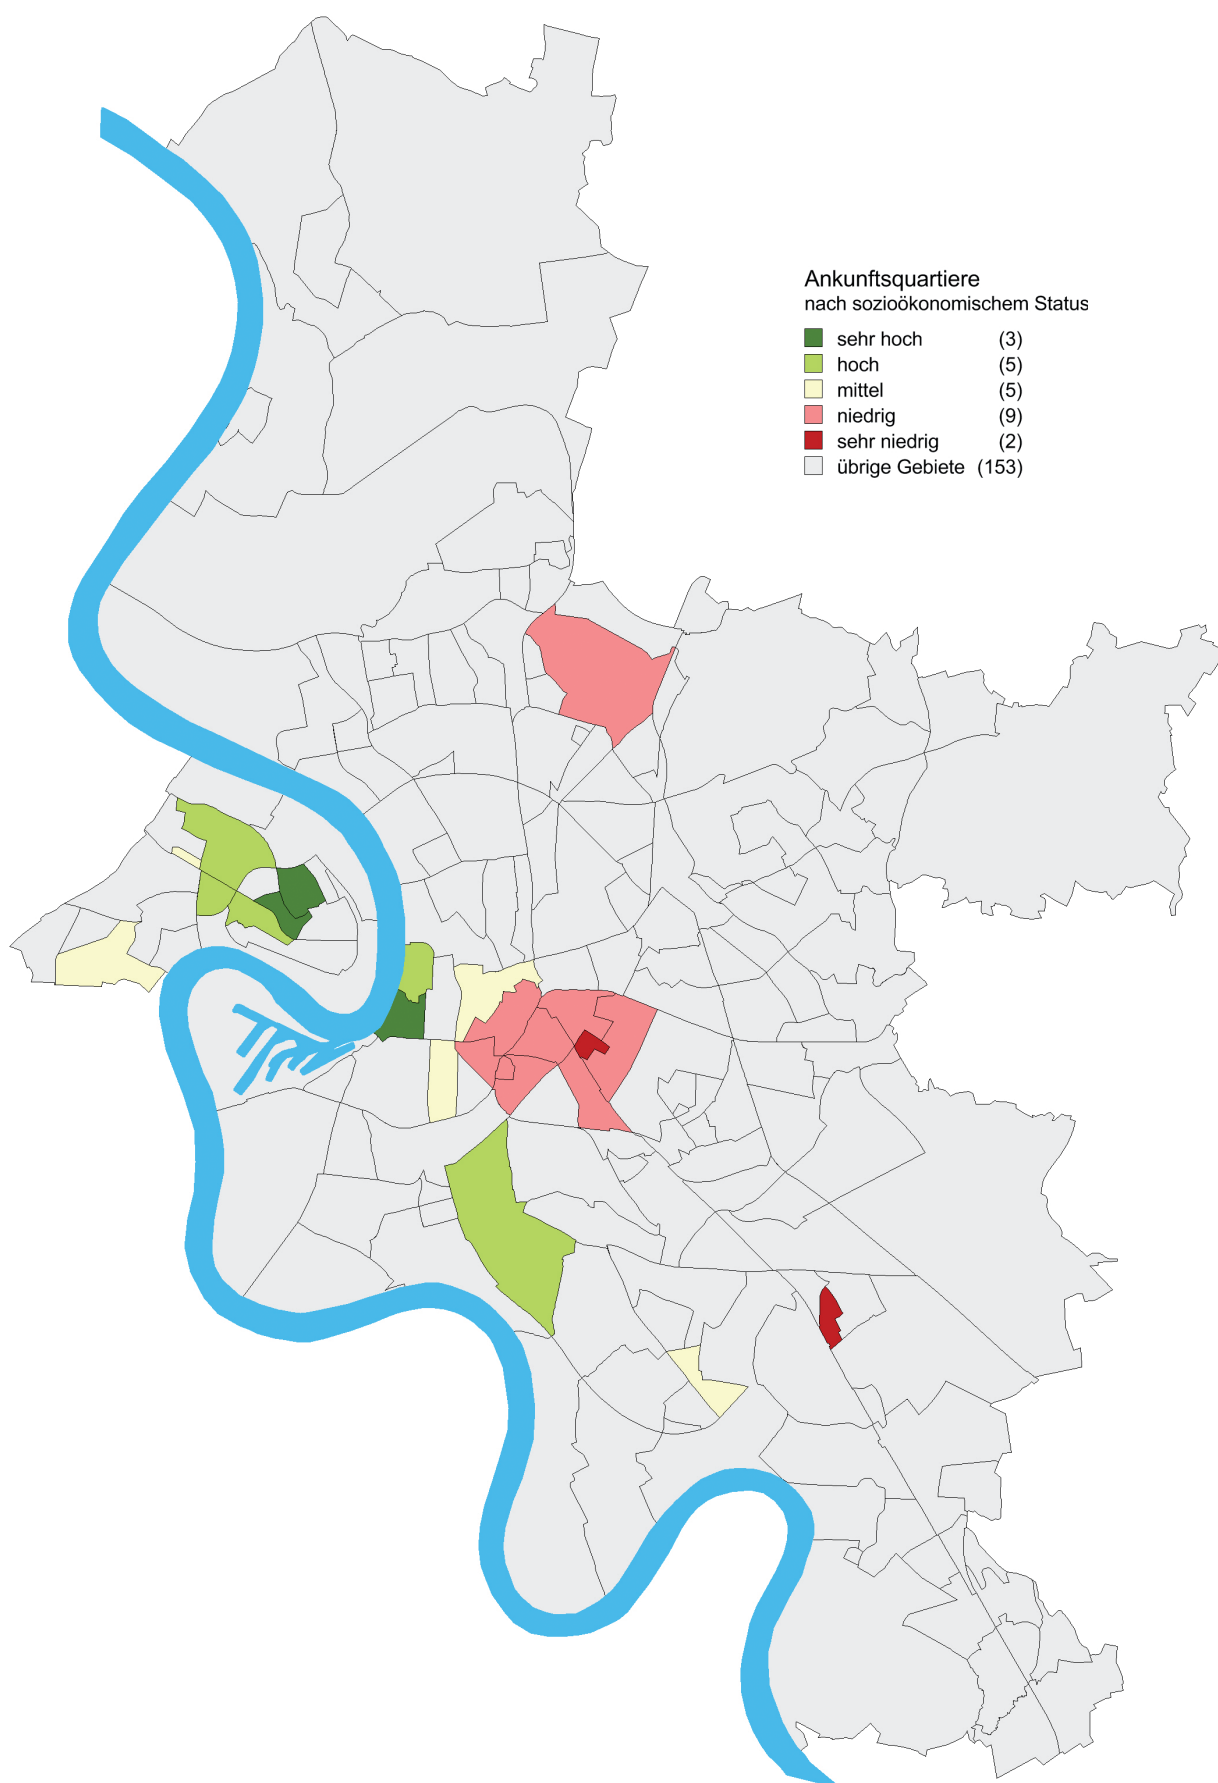 Ankunftsquartiere
nach sozioökonomischem Status
sehr hoch (3)
hoch (5)
mittel (5)
niedrig (9)
sehr niedrig (2)
übrige Gebiete (153)